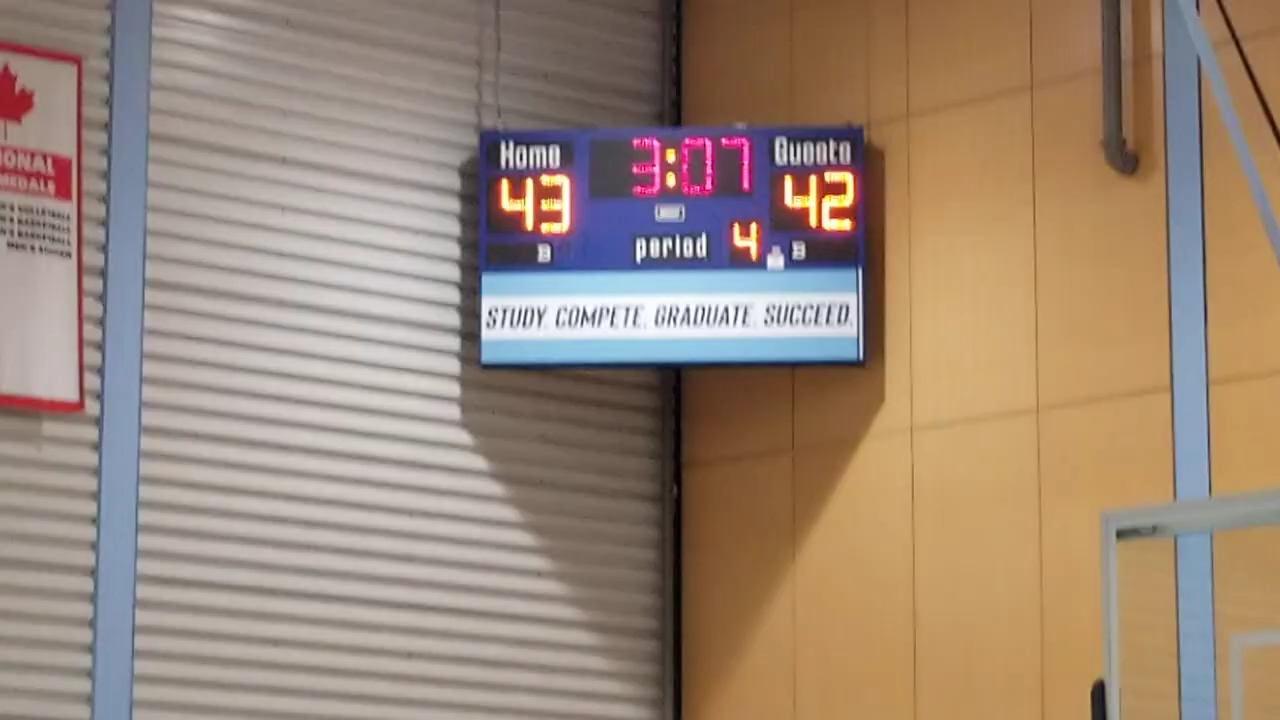 ONAL
MEDALS
Home
3:07
Guests
43
42
period 4
B
B
STUDY. COMPETE. GRADUATE. SUCCEED.